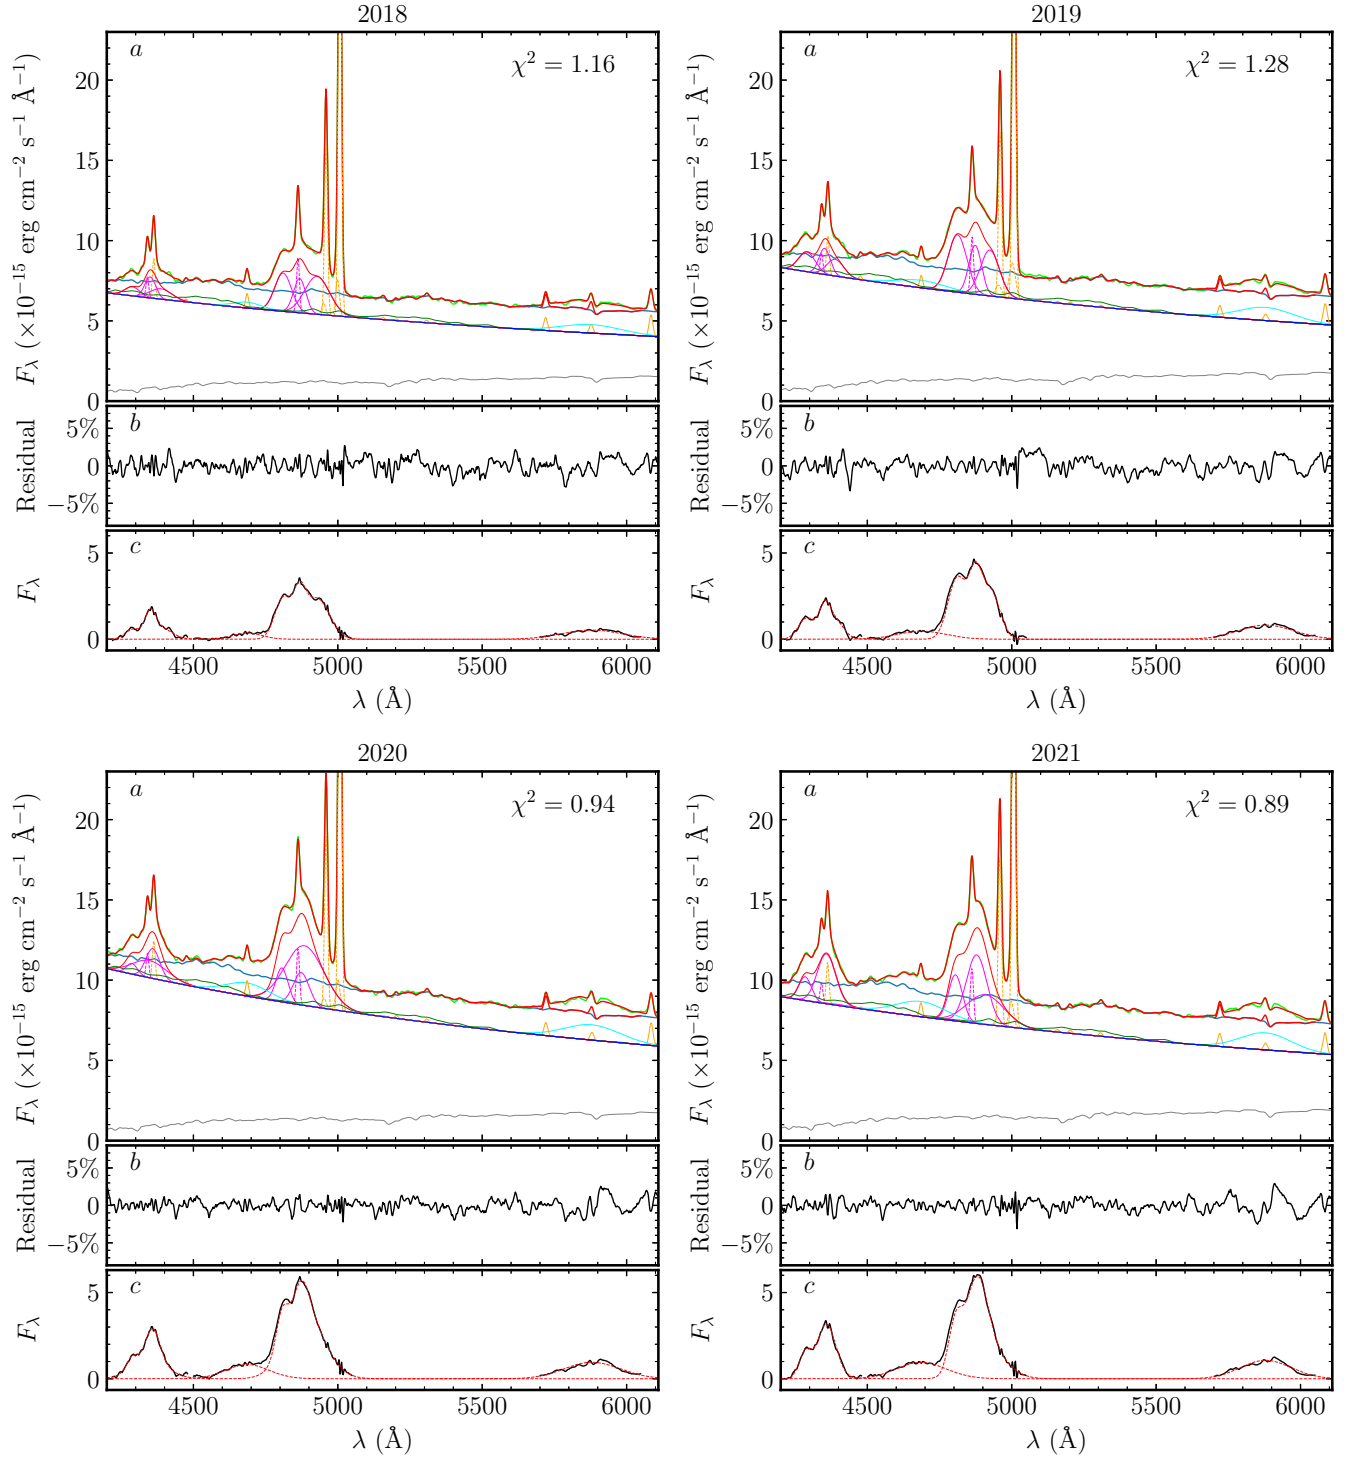 2018
a
χ² = 1.16
F_λ (×10⁻¹⁵ erg cm⁻² s⁻¹ Å⁻¹)
20
15
10
5
0
b
Residual
5%
0
−5%
c
F_λ
5
0
4500 5000 5500 6000
λ (Å)
2019
a
χ² = 1.28
F_λ (×10⁻¹⁵ erg cm⁻² s⁻¹ Å⁻¹)
20
15
10
5
0
b
Residual
5%
0
−5%
c
F_λ
5
0
4500 5000 5500 6000
λ (Å)
2020
a
χ² = 0.94
F_λ (×10⁻¹⁵ erg cm⁻² s⁻¹ Å⁻¹)
20
15
10
5
0
b
Residual
5%
0
−5%
c
F_λ
5
0
4500 5000 5500 6000
λ (Å)
2021
a
χ² = 0.89
F_λ (×10⁻¹⁵ erg cm⁻² s⁻¹ Å⁻¹)
20
15
10
5
0
b
Residual
5%
0
−5%
c
F_λ
5
0
4500 5000 5500 6000
λ (Å)